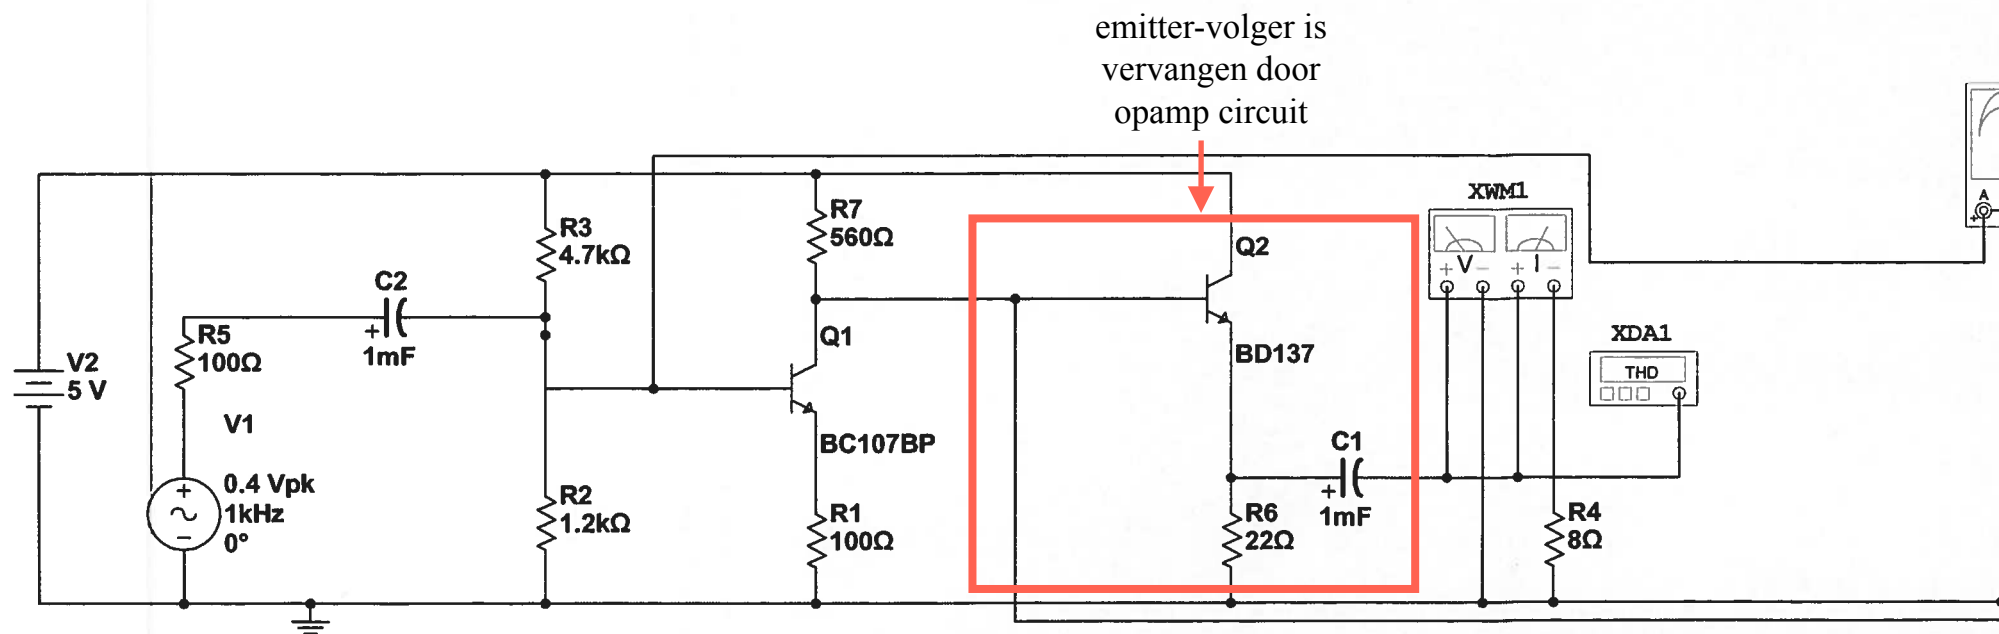 emitter-volger is
vervangen door
opamp circuit
XWM1
V
I
+ - + -
A
+
R7
560Ω
R3
4.7kΩ
Q2
C2
+
1mF
R5
100Ω
Q1
XDA1
THD
V2
5 V
BD137
V1
BC107BP
C1
+
1mF
+
0.4 Vpk
1kHz
0°
-
R2
1.2kΩ
R1
100Ω
R6
22Ω
R4
8Ω